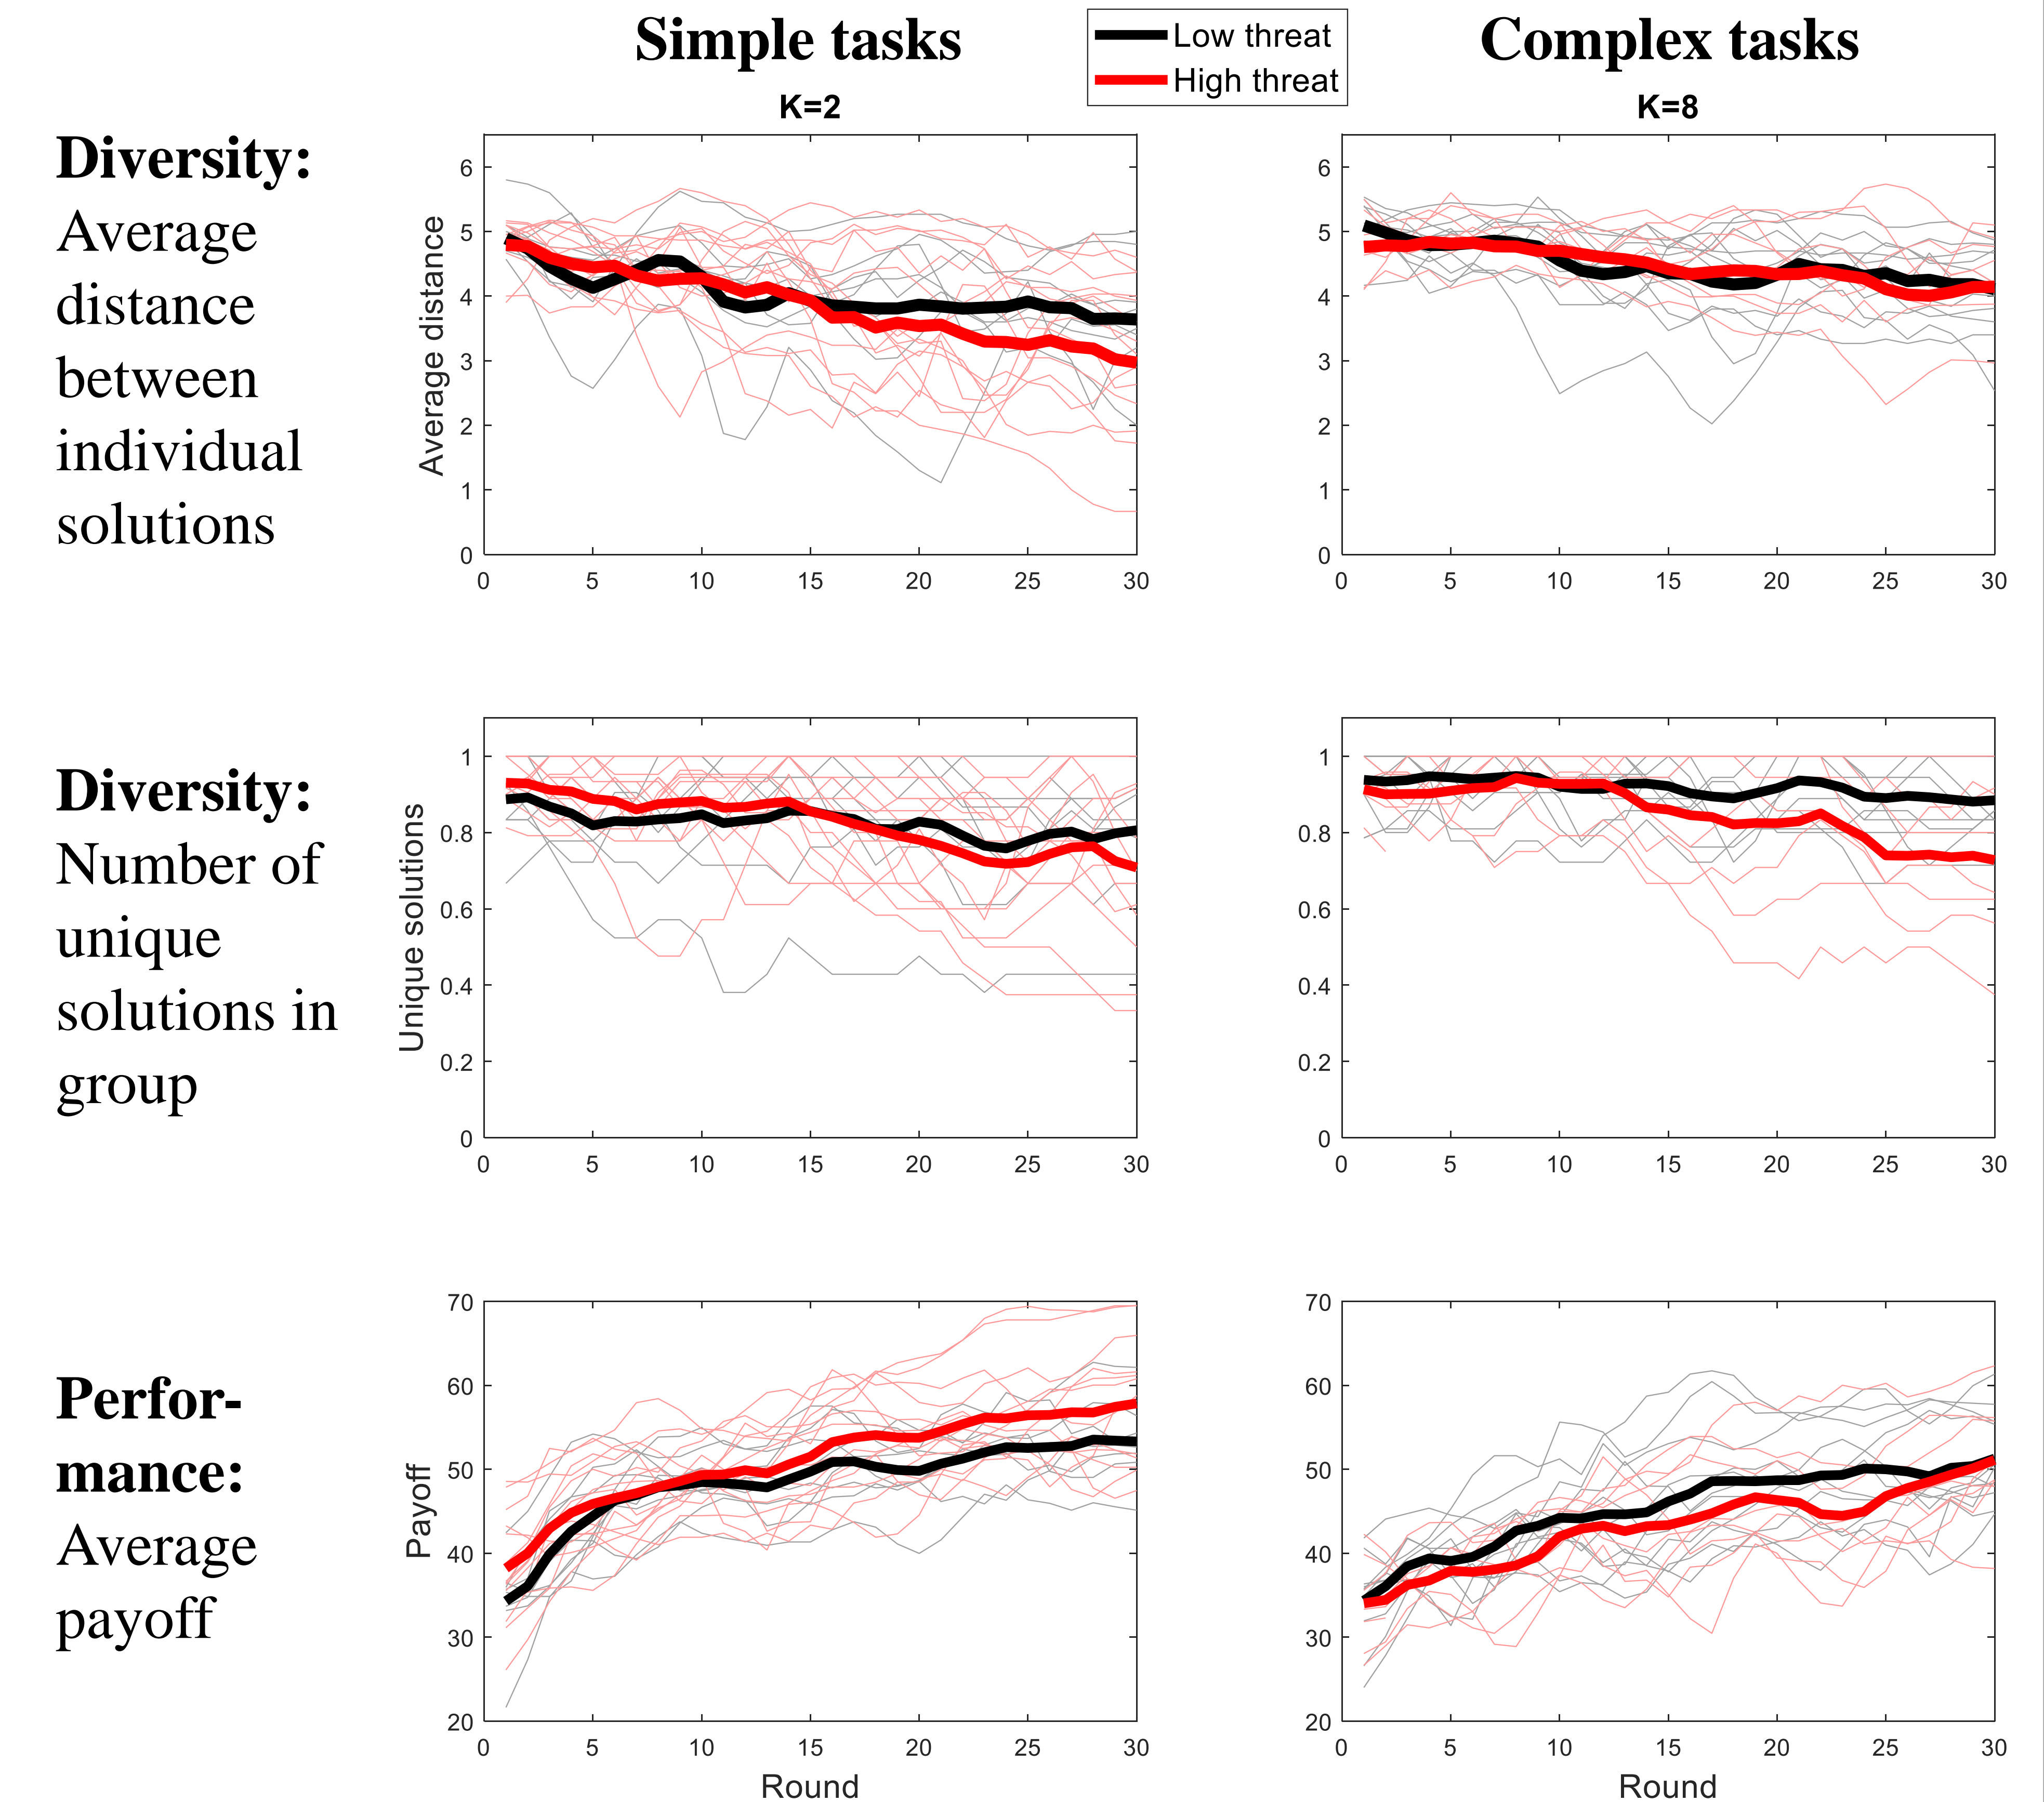 Simple tasks
Low threat
High threat
Complex tasks
K=2
K=8
Diversity:
Average
distance
between
individual
solutions
Average distance
6
5
4
3
2
1
0
0 5 10 15 20 25 30
6
5
4
3
2
1
0
0 5 10 15 20 25 30
Diversity:
Number of
unique
solutions in
group
Unique solutions
1
0.8
0.6
0.4
0.2
0
0 5 10 15 20 25 30
1
0.8
0.6
0.4
0.2
0
0 5 10 15 20 25 30
Perfor-
mance:
Average
payoff
Payoff
70
60
50
40
30
20
0 5 10 15 20 25 30
Round
70
60
50
40
30
20
0 5 10 15 20 25 30
Round